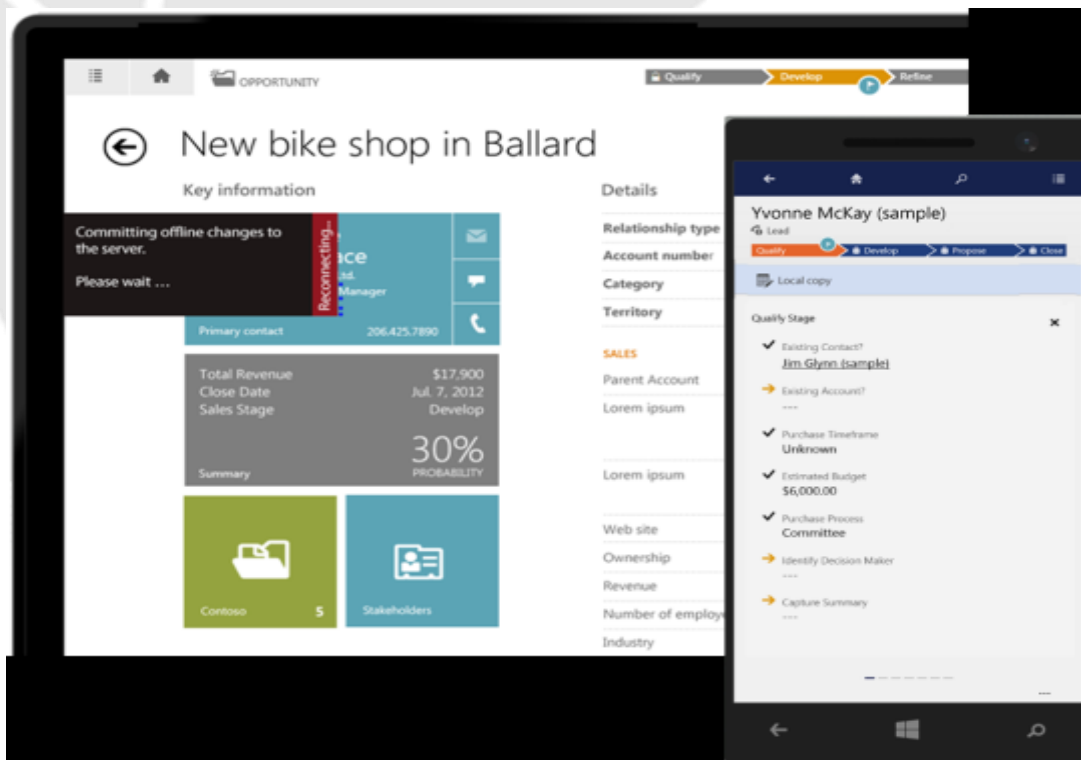 OPPORTUNITY
Qualify
Develop
Refine
New bike shop in Ballard
Key information
Committing offline changes to
the server.
Please wait ...
Reconnecting...
ace
Ltd.
Manager
Primary contact 206.425.7890
Total Revenue $17,900
Close Date Jul. 7, 2012
Sales Stage Develop
30%
PROBABILITY
Summary
Contoso 5
Stakeholders
Details
Relationship type
Account number
Category
Territory
SALES
Parent Account
Lorem ipsum
Lorem ipsum
Web site
Ownership
Revenue
Number of employ
Industry
Yvonne McKay (sample)
Lead
Qualify
Develop
Propose
Close
Local copy
Qualify Stage
Existing Contact?
Jim Glynn (sample)
Existing Account?
---
Purchase Timeframe
Unknown
Estimated Budget
$6,000.00
Purchase Process
Committee
Identify Decision Maker
---
Capture Summary
---